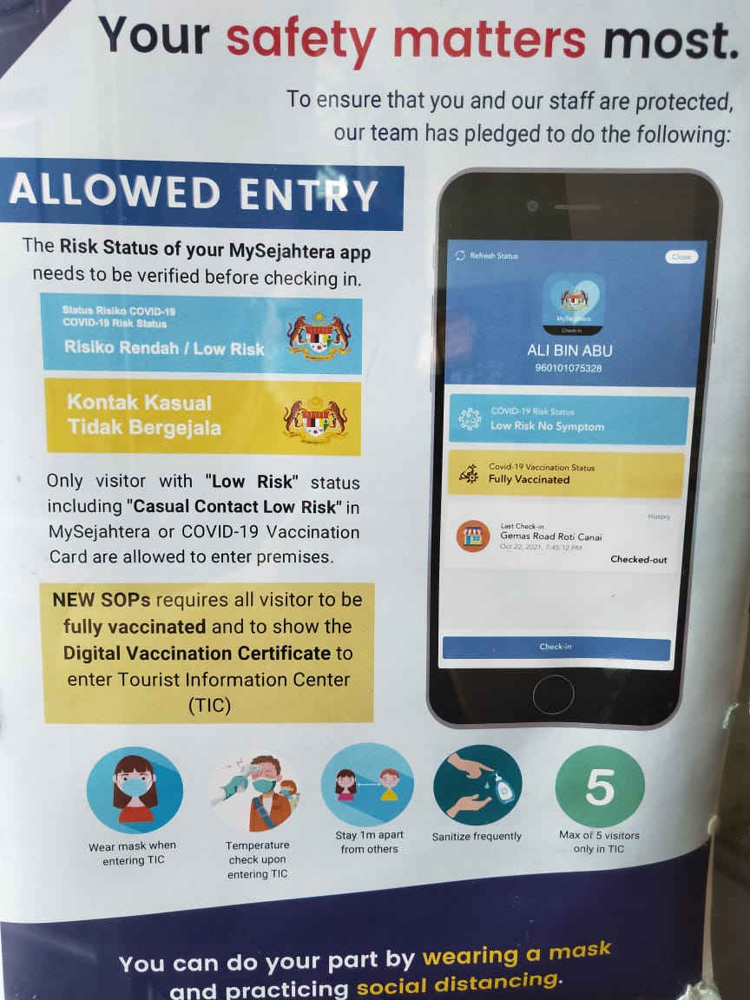 Your safety matters most.
To ensure that you and our staff are protected,
our team has pledged to do the following:
ALLOWED ENTRY
The Risk Status of your MySejahtera app
needs to be verified before checking in.
Status Risiko COVID-19
COVID-19 Risk Status
Risiko Rendah / Low Risk
Kontak Kasual
Tidak Bergejala
Only visitor with "Low Risk" status
including "Casual Contact Low Risk" in
MySejahtera or COVID-19 Vaccination
Card are allowed to enter premises.
NEW SOPs requires all visitor to be
fully vaccinated and to show the
Digital Vaccination Certificate to
enter Tourist Information Center
(TIC)
Refresh Status
Close
MySejahtera
Check-in
ALI BIN ABU
960101075328
COVID-19 Risk Status
Low Risk No Symptom
Covid-19 Vaccination Status
Fully Vaccinated
History
Last Check-in
Gemas Road Roti Canai
Oct 22, 2021, 7:45:12 PM
Checked-out
Check-in
Wear mask when
entering TIC
Temperature
check upon
entering TIC
Stay 1m apart
from others
Sanitize frequently
5
Max of 5 visitors
only in TIC
You can do your part by wearing a mask
and practicing social distancing.